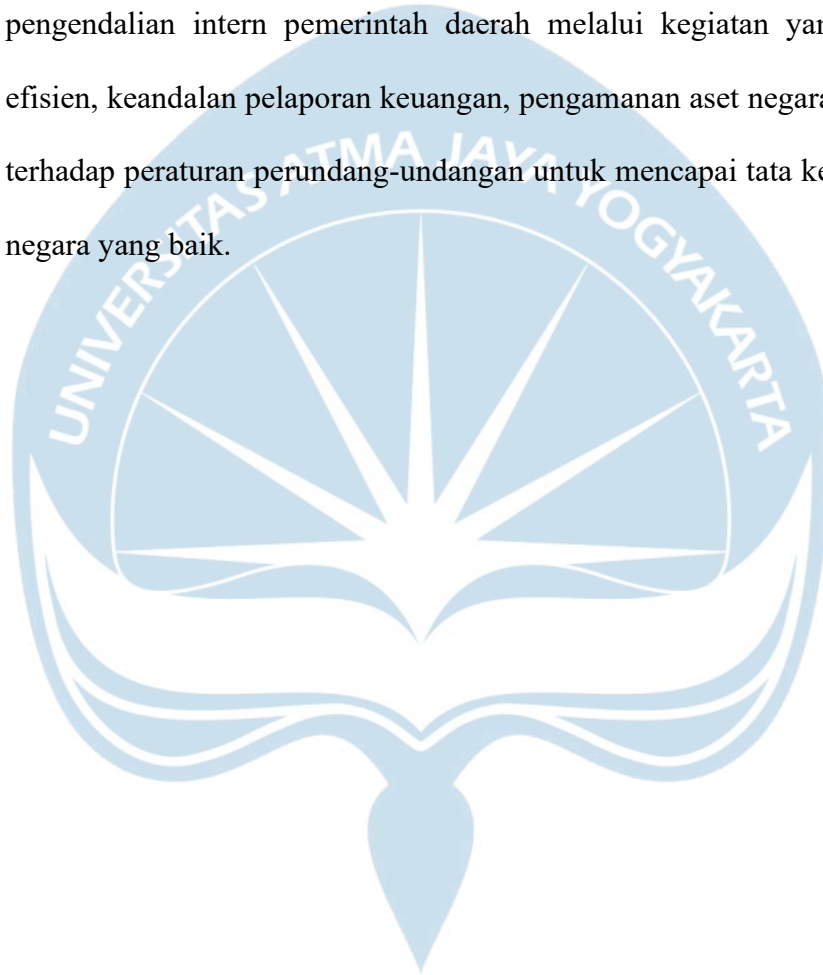 pengendalian intern pemerintah daerah melalui kegiatan
efisien, keandalan pelaporan keuangan, pengamanan aset negara
terhadap peraturan perundang-undangan untuk mencapai tata
negara yang baik.
UNIVERSITAS ATMA JAYA YOGYAKARTA